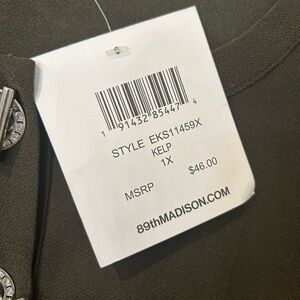 1 91432 85447 4
STYLE EKS11459X
KELP
1X
MSRP $46.00
89thMADISON.COM